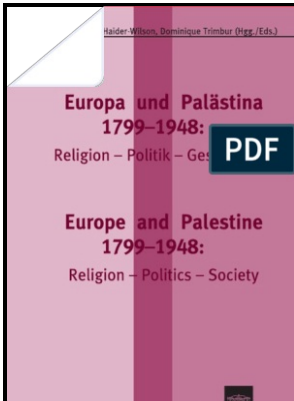 Haider-Wilson, Dominique Trimbur (Hgg./Eds.)
Europa und Palästina
1799–1948:
Religion – Politik –
PDF
Europe and Palestine
1799–1948:
Religion – Politics – Society